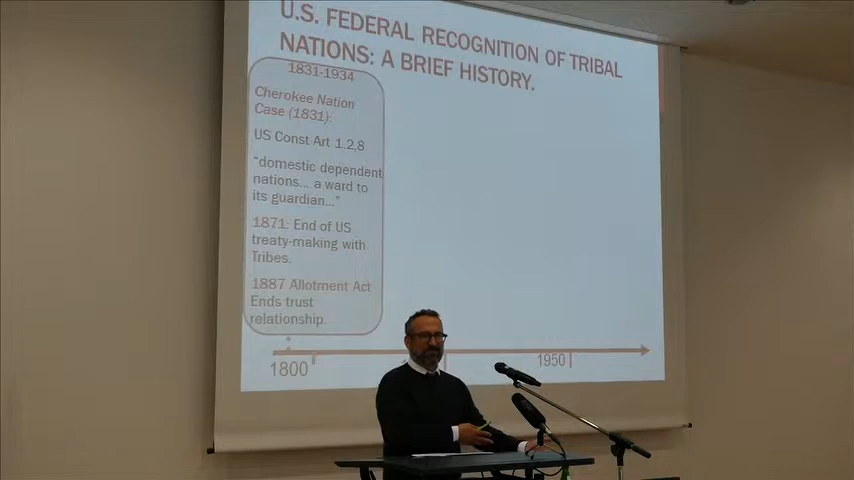 U.S. FEDERAL RECOGNITION OF TRIBAL
NATIONS: A BRIEF HISTORY.
1831-1934
Cherokee Nation
Case (1831):
US Const Art 1.2,8
"domestic dependent
nations... a ward to
its guardian..."
1871: End of US
treaty-making with
Tribes.
1887 Allotment Act
Ends trust
relationship.
1800
1950